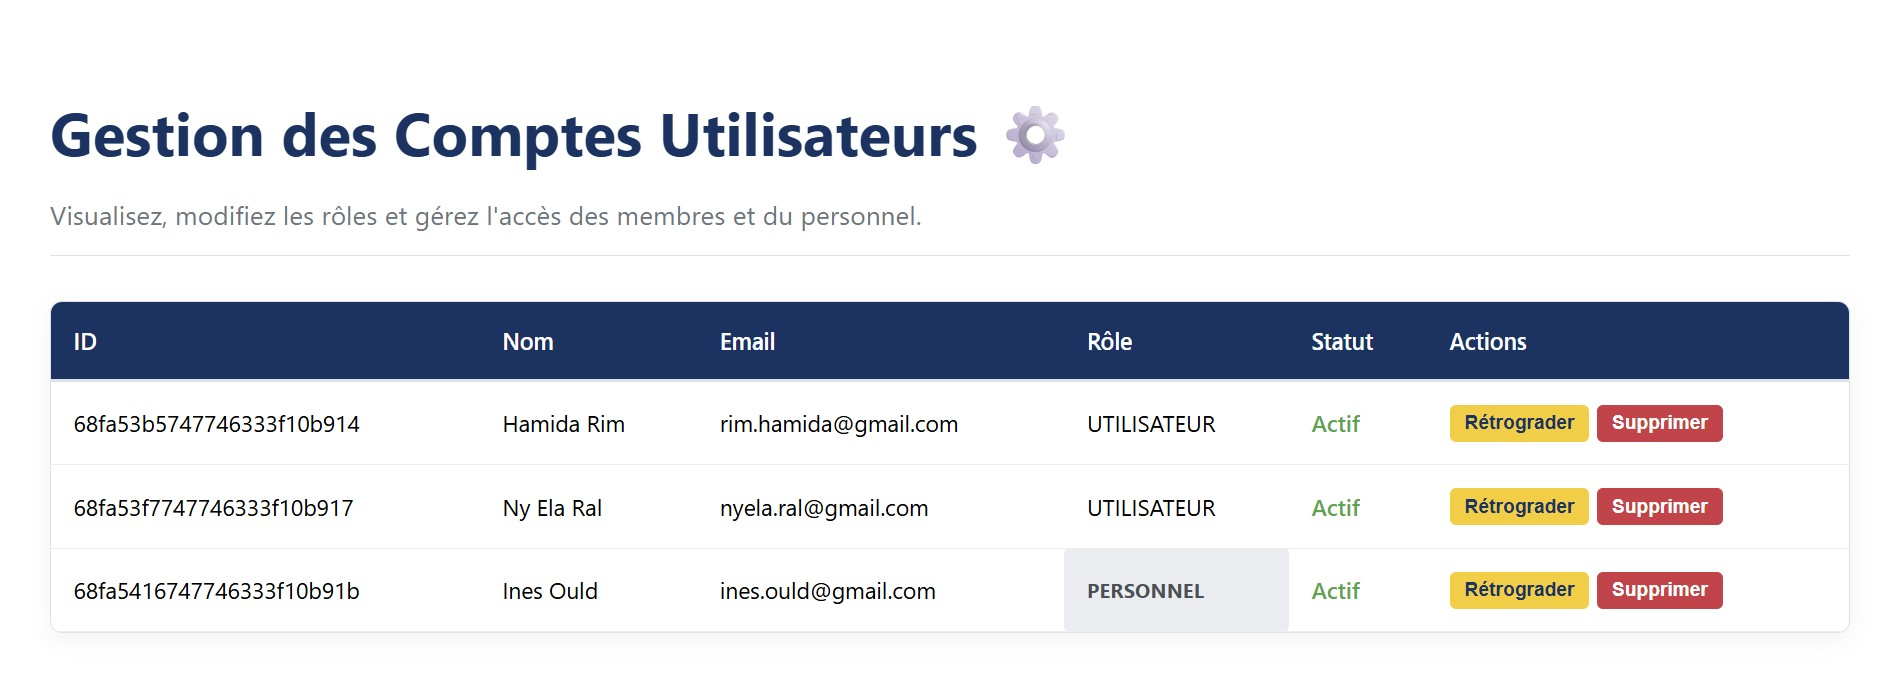 Gestion des Comptes Utilisateurs
Visualisez, modifiez les rôles et gérez l'accès des membres et du personnel.
ID Nom Email Rôle Statut Actions
68fa53b5747746333f10b914 Hamida Rim rim.hamida@gmail.com UTILISATEUR Actif Rétrograder Supprimer
68fa53f7747746333f10b917 Ny Ela Ral nyela.ral@gmail.com UTILISATEUR Actif Rétrograder Supprimer
68fa5416747746333f10b91b Ines Ould ines.ould@gmail.com PERSONNEL Actif Rétrograder Supprimer